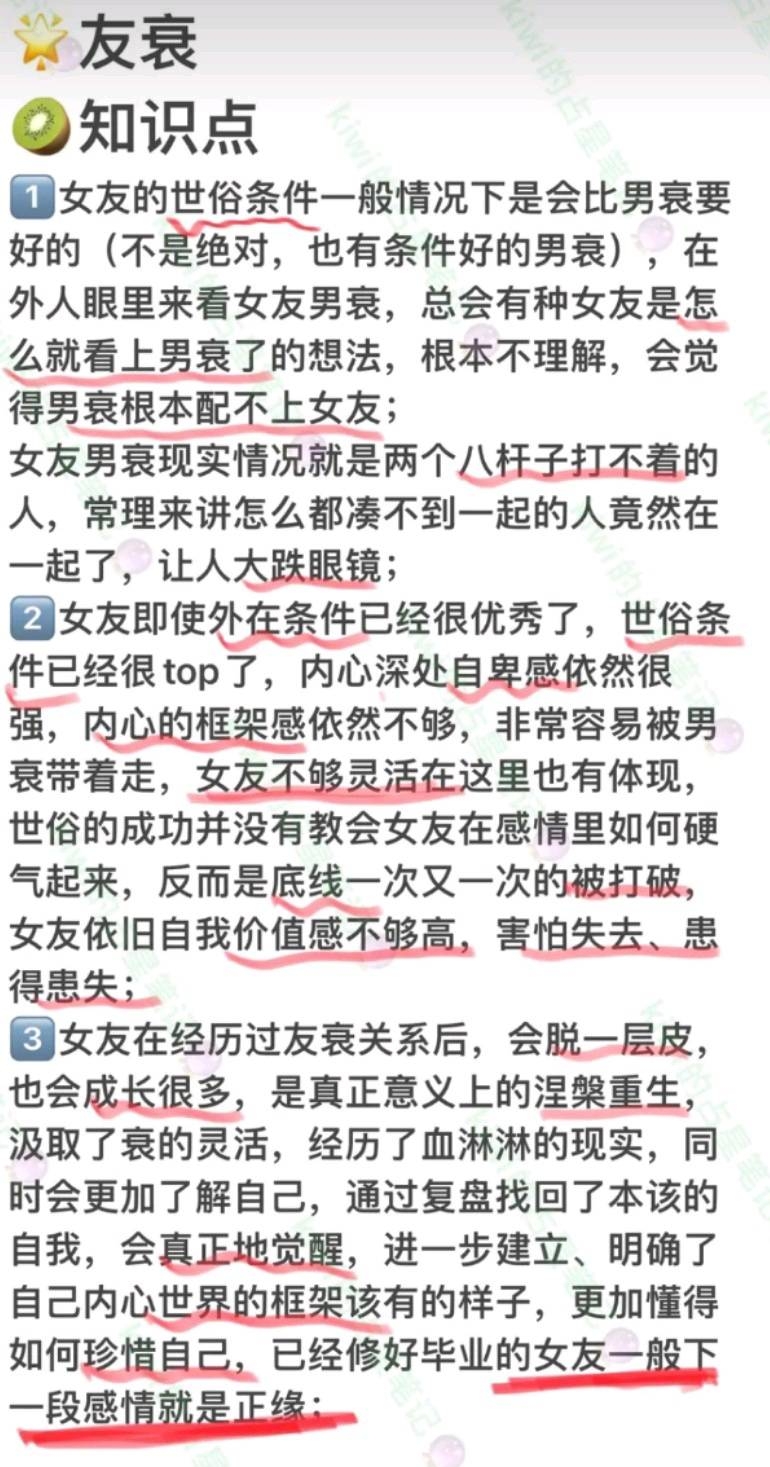 🌟友衰
🥝知识点
1️⃣女友的世俗条件一般情况下是会比男衰要
好的（不是绝对，也有条件好的男衰），在
外人眼里来看女友男衰，总会有种女友是怎
么就看上男衰了的想法，根本不理解，会觉
得男衰根本配不上女友；
女友男衰现实情况就是两个八杆子打不着的
人，常理来讲怎么都凑不到一起的人竟然在
一起了，让人大跌眼镜；
2️⃣女友即使外在条件已经很优秀了，世俗条
件已经很top了，内心深处自卑感依然很
强，内心的框架感依然不够，非常容易被男
衰带着走，女友不够灵活在这里也有体现，
世俗的成功并没有教会女友在感情里如何硬
气起来，反而是底线一次又一次的被打破，
女友依旧自我价值感不够高，害怕失去、患
得患失；
3️⃣女友在经历过友衰关系后，会脱一层皮，
也会成长很多，是真正意义上的涅槃重生，
汲取了衰的灵活，经历了血淋淋的现实，同
时会更加了解自己，通过复盘找回了本该的
自我，会真正地觉醒，进一步建立、明确了
自己内心世界的框架该有的样子，更加懂得
如何珍惜自己，已经修好毕业的女友一般下
一段感情就是正缘；
kiwi的占星笔记